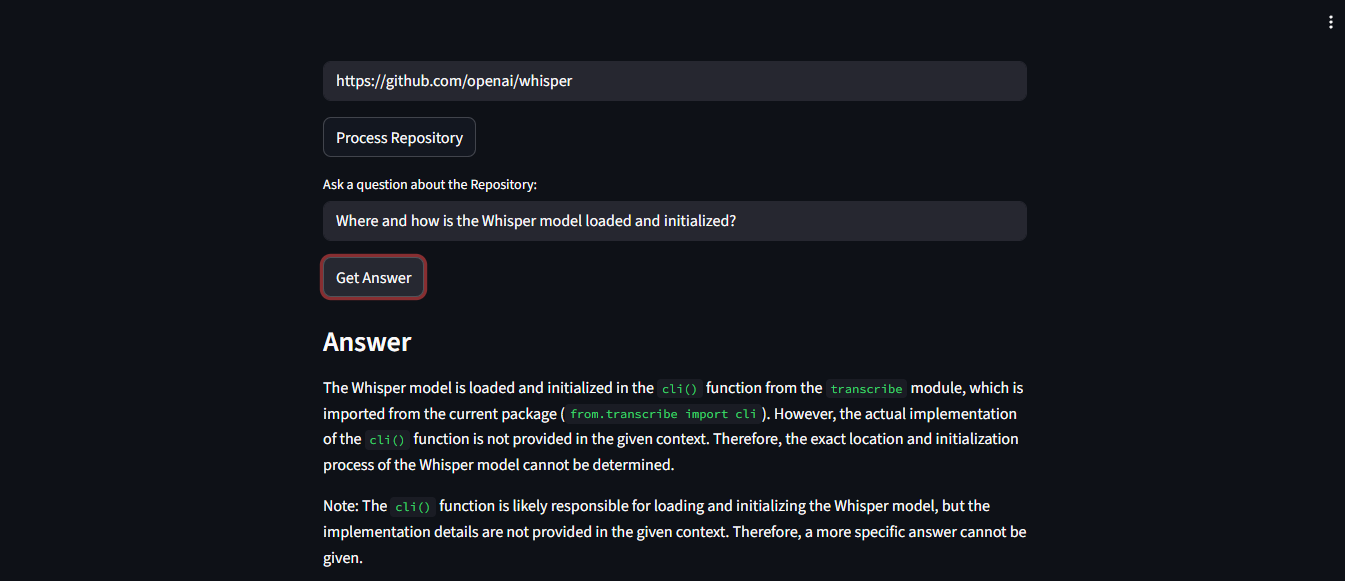 https://github.com/openai/whisper
Process Repository
Ask a question about the Repository:
Where and how is the Whisper model loaded and initialized?
Get Answer
Answer
The Whisper model is loaded and initialized in the cli() function from the transcribe module, which is
imported from the current package ( from.transcribe import cli ). However, the actual implementation
of the cli() function is not provided in the given context. Therefore, the exact location and initialization
process of the Whisper model cannot be determined.
Note: The cli() function is likely responsible for loading and initializing the Whisper model, but the
implementation details are not provided in the given context. Therefore, a more specific answer cannot be
given.